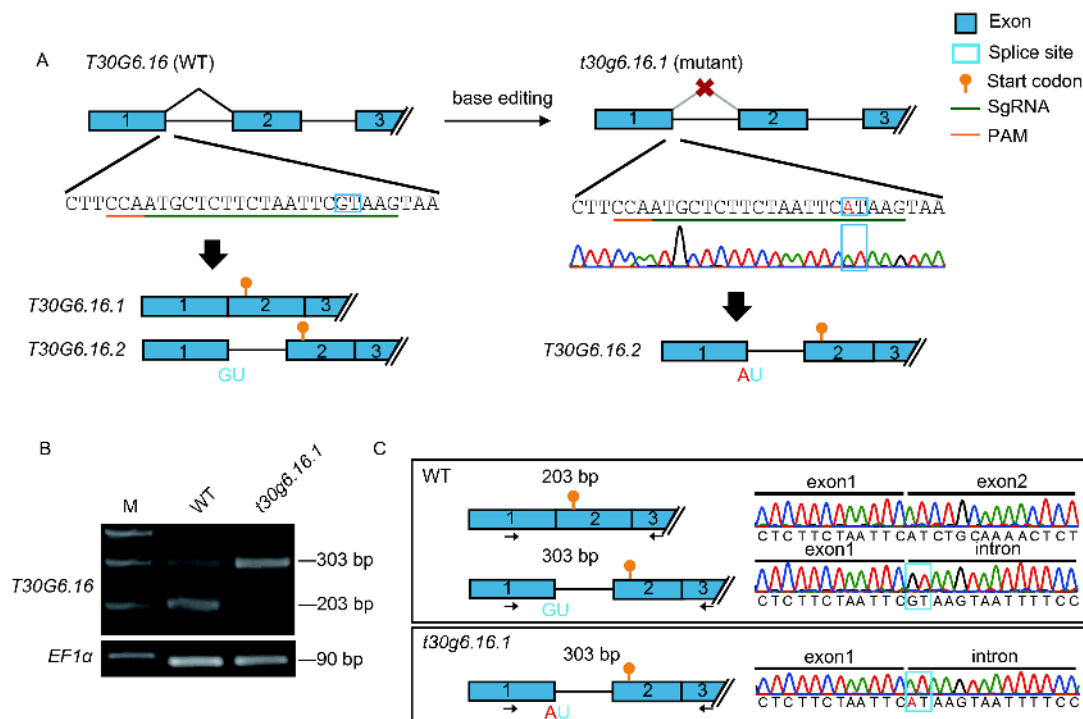 A
T30G6.16 (WT)
1 2 3
CTTCCAATGCTCTTCTAATTCGTAAGTAA
T30G6.16.1
1 2 3
T30G6.16.2
1 2 3
GU
base editing
t30g6.16.1 (mutant)
1 2 3
CTTCCAATGCTCTTCTAATTCATAAGTAA
T30G6.16.2
1 2 3
AU
Exon
Splice site
Start codon
SgRNA
PAM
B
M WT t30g6.16.1
T30G6.16
303 bp
203 bp
EF1α
90 bp
C
WT
203 bp
1 2 3
303 bp
1 2 3
GU
exon1 exon2
CTCTTCTAATTCATCTGCAAAACTCT
exon1 intron
CTCTTCTAATTCGTAAGTAATTTTCC
t30g6.16.1
303 bp
1 2 3
AU
exon1 intron
CTCTTCTAATTCATAAGTAATTTTCC